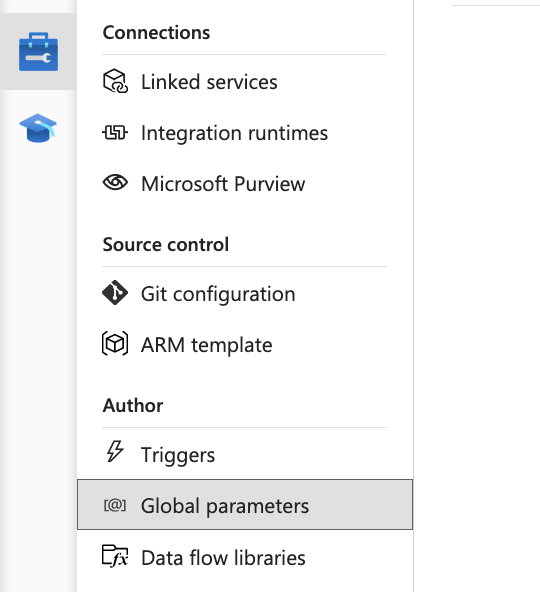 Connections
Linked services
Integration runtimes
Microsoft Purview
Source control
Git configuration
ARM template
Author
Triggers
[@] Global parameters
Data flow libraries